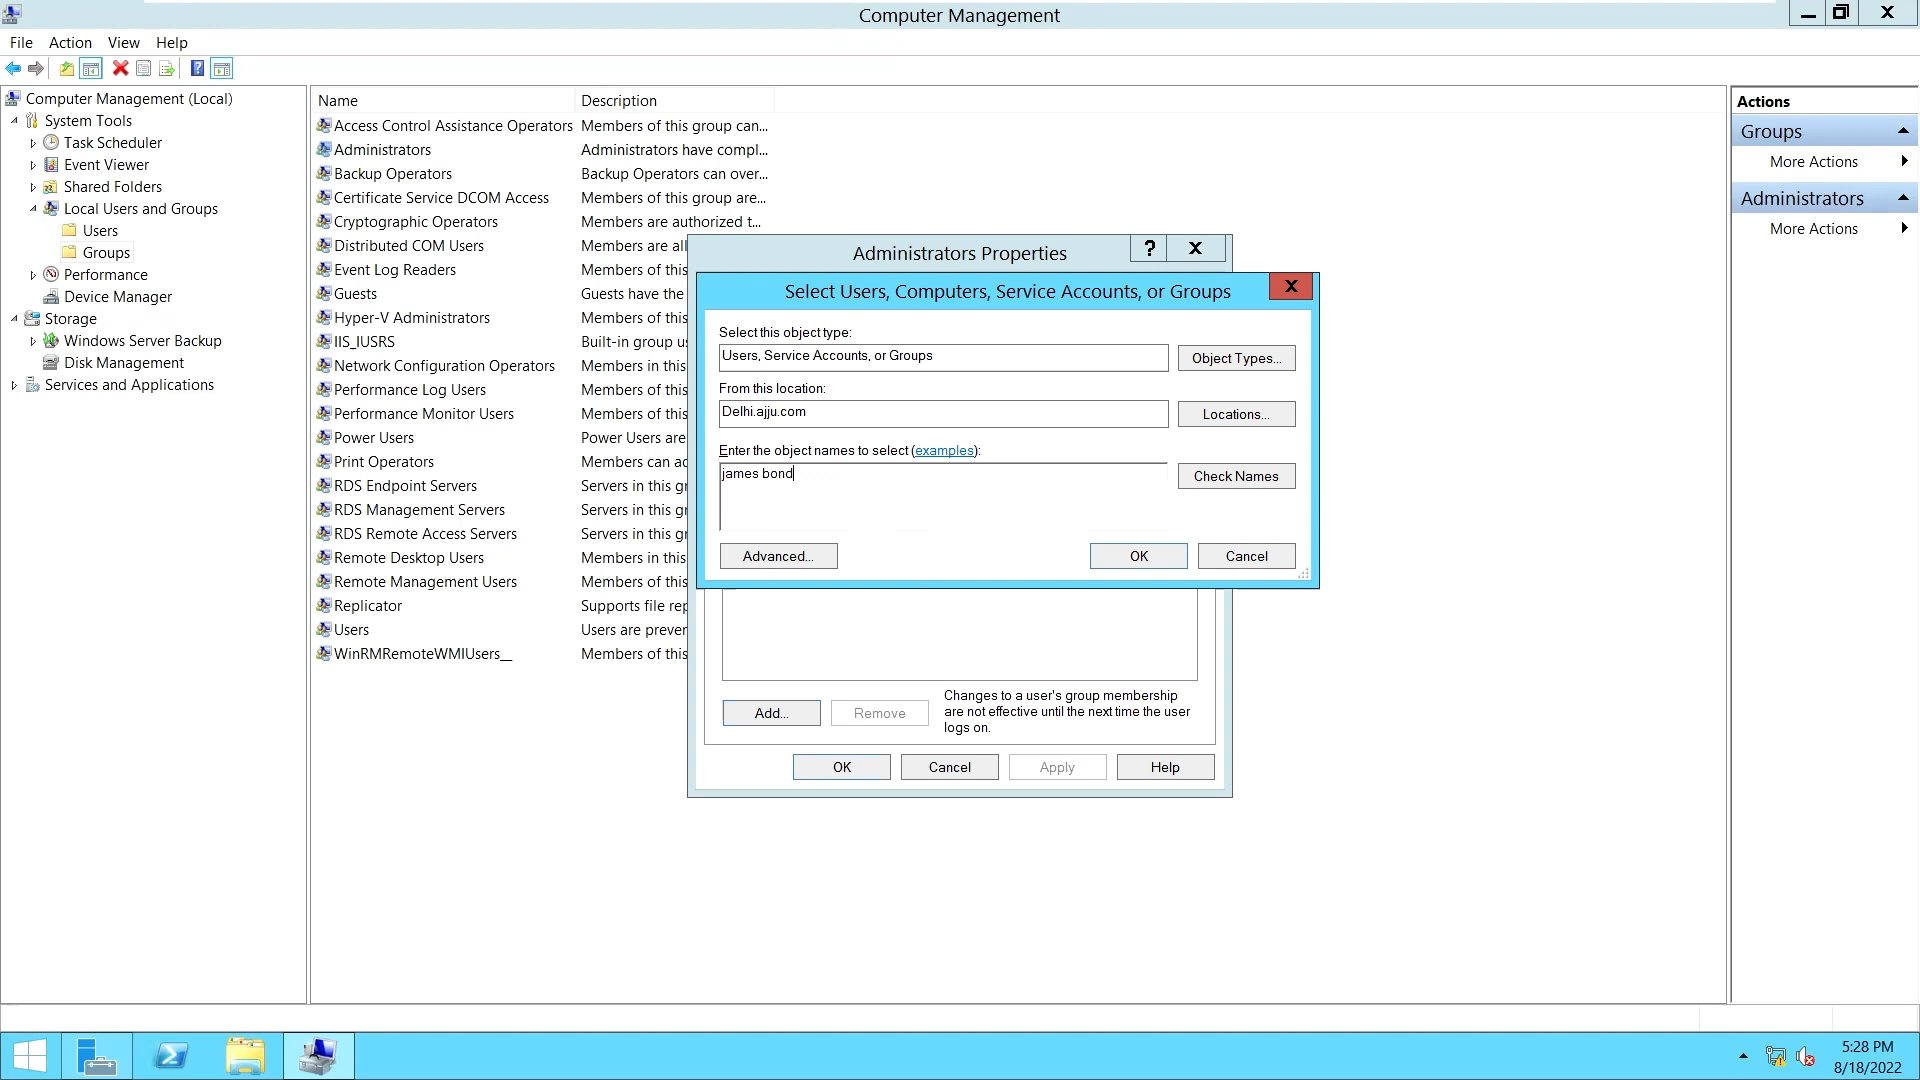 Computer Management
File Action View Help
Computer Management (Local)
System Tools
Task Scheduler
Event Viewer
Shared Folders
Local Users and Groups
Users
Groups
Performance
Device Manager
Storage
Windows Server Backup
Disk Management
Services and Applications
Name Description
Access Control Assistance Operators Members of this group can...
Administrators Administrators have compl...
Backup Operators Backup Operators can over...
Certificate Service DCOM Access Members of this group are...
Cryptographic Operators Members are authorized t...
Distributed COM Users Members are all
Event Log Readers Members of this
Guests Guests have the
Hyper-V Administrators Members of this
IIS_IUSRS Built-in group us
Network Configuration Operators Members in this
Performance Log Users Members of this
Performance Monitor Users Members of this
Power Users Power Users are
Print Operators Members can ad
RDS Endpoint Servers Servers in this gr
RDS Management Servers Servers in this gr
RDS Remote Access Servers Servers in this gr
Remote Desktop Users Members in this
Remote Management Users Members of this
Replicator Supports file rep
Users Users are preven
WinRMRemoteWMIUsers__ Members of this
Administrators Properties
? X
Select Users, Computers, Service Accounts, or Groups
X
Select this object type:
Users, Service Accounts, or Groups
Object Types...
From this location:
Delhi.ajju.com
Locations...
Enter the object names to select (examples):
james bond
Check Names
Advanced...
OK
Cancel
Add...
Remove
Changes to a user's group membership
are not effective until the next time the user
logs on.
OK
Cancel
Apply
Help
Actions
Groups
More Actions
Administrators
More Actions
5:28 PM
8/18/2022